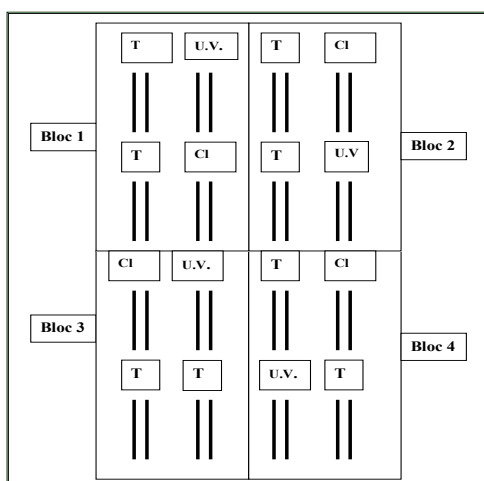 T U.V. T Cl
Bloc 1 Bloc 2
T Cl T U.V
Cl U.V. T Cl
Bloc 3 Bloc 4
T T U.V. T